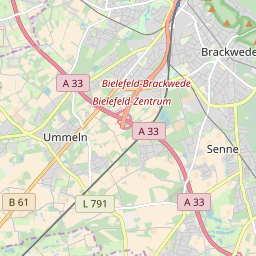 Brackwede
A 33
Bielefeld-Brackwede
Bielefeld-Zentrum
Ummeln
A 33
Senne
B 61
L 791
A 33